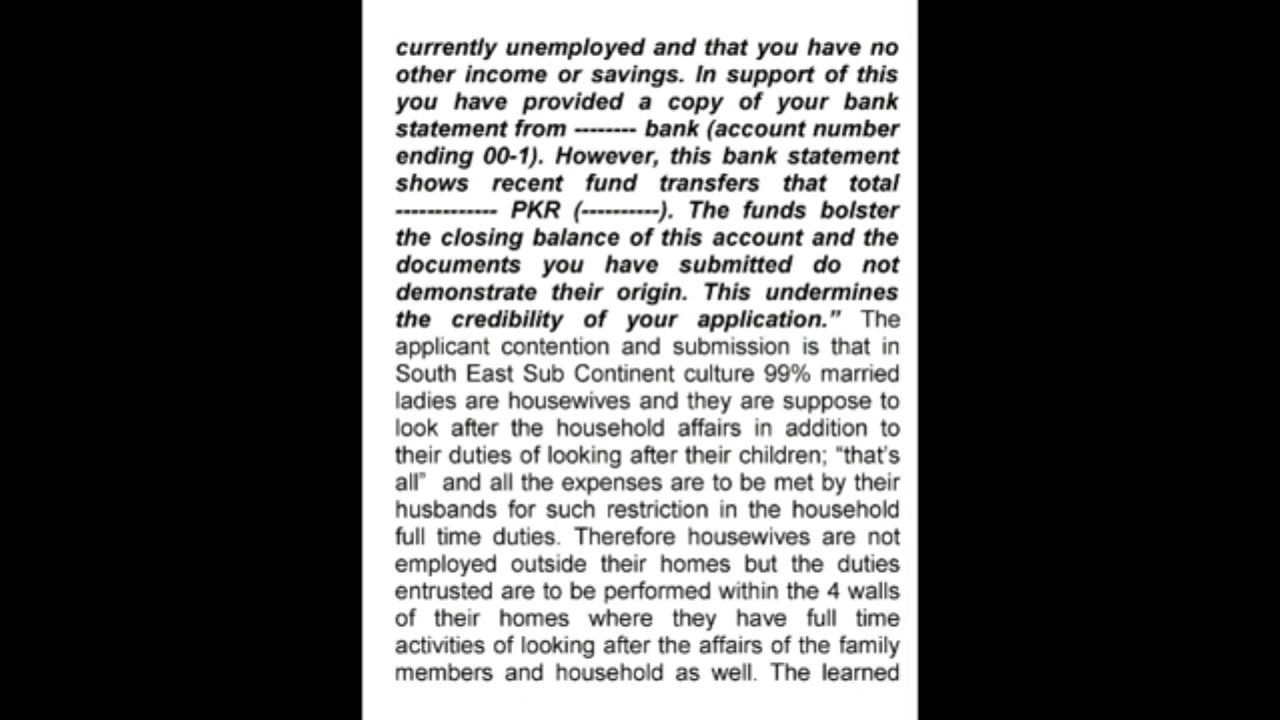 currently unemployed and that you have no
other income or savings. In support of this
you have provided a copy of your bank
statement from -------- bank (account number
ending 00-1). However, this bank statement
shows recent fund transfers that total
------------- PKR (----------). The funds bolster
the closing balance of this account and the
documents you have submitted do not
demonstrate their origin. This undermines
the credibility of your application.” The
applicant contention and submission is that in
South East Sub Continent culture 99% married
ladies are housewives and they are suppose to
look after the household affairs in addition to
their duties of looking after their children; “that’s
all” and all the expenses are to be met by their
husbands for such restriction in the household
full time duties. Therefore housewives are not
employed outside their homes but the duties
entrusted are to be performed within the 4 walls
of their homes where they have full time
activities of looking after the affairs of the family
members and household as well. The learned